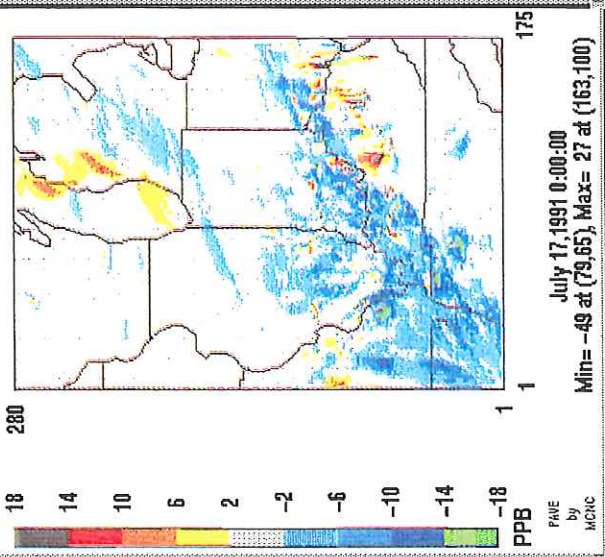 18
14
10
6
2
-2
-6
-10
-14
-18
PPB
PAVE
by
MCNC
280
1
1
175
July 17,1991 0:00:00
Min= -49 at (79,65), Max= 27 at (163,100)